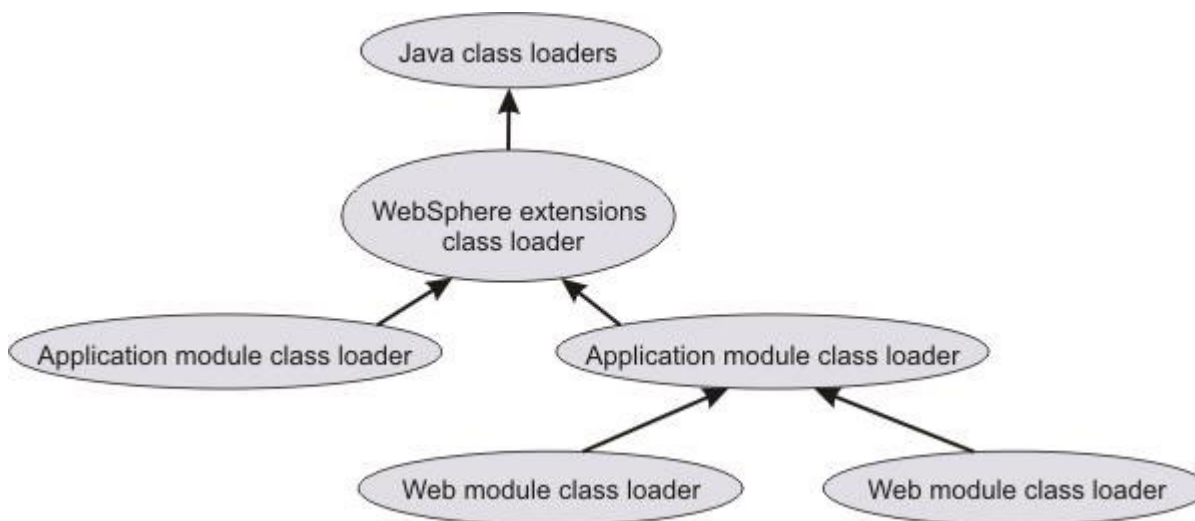 Java class loaders
WebSphere extensions
class loader
Application module class loader
Application module class loader
Web module class loader
Web module class loader